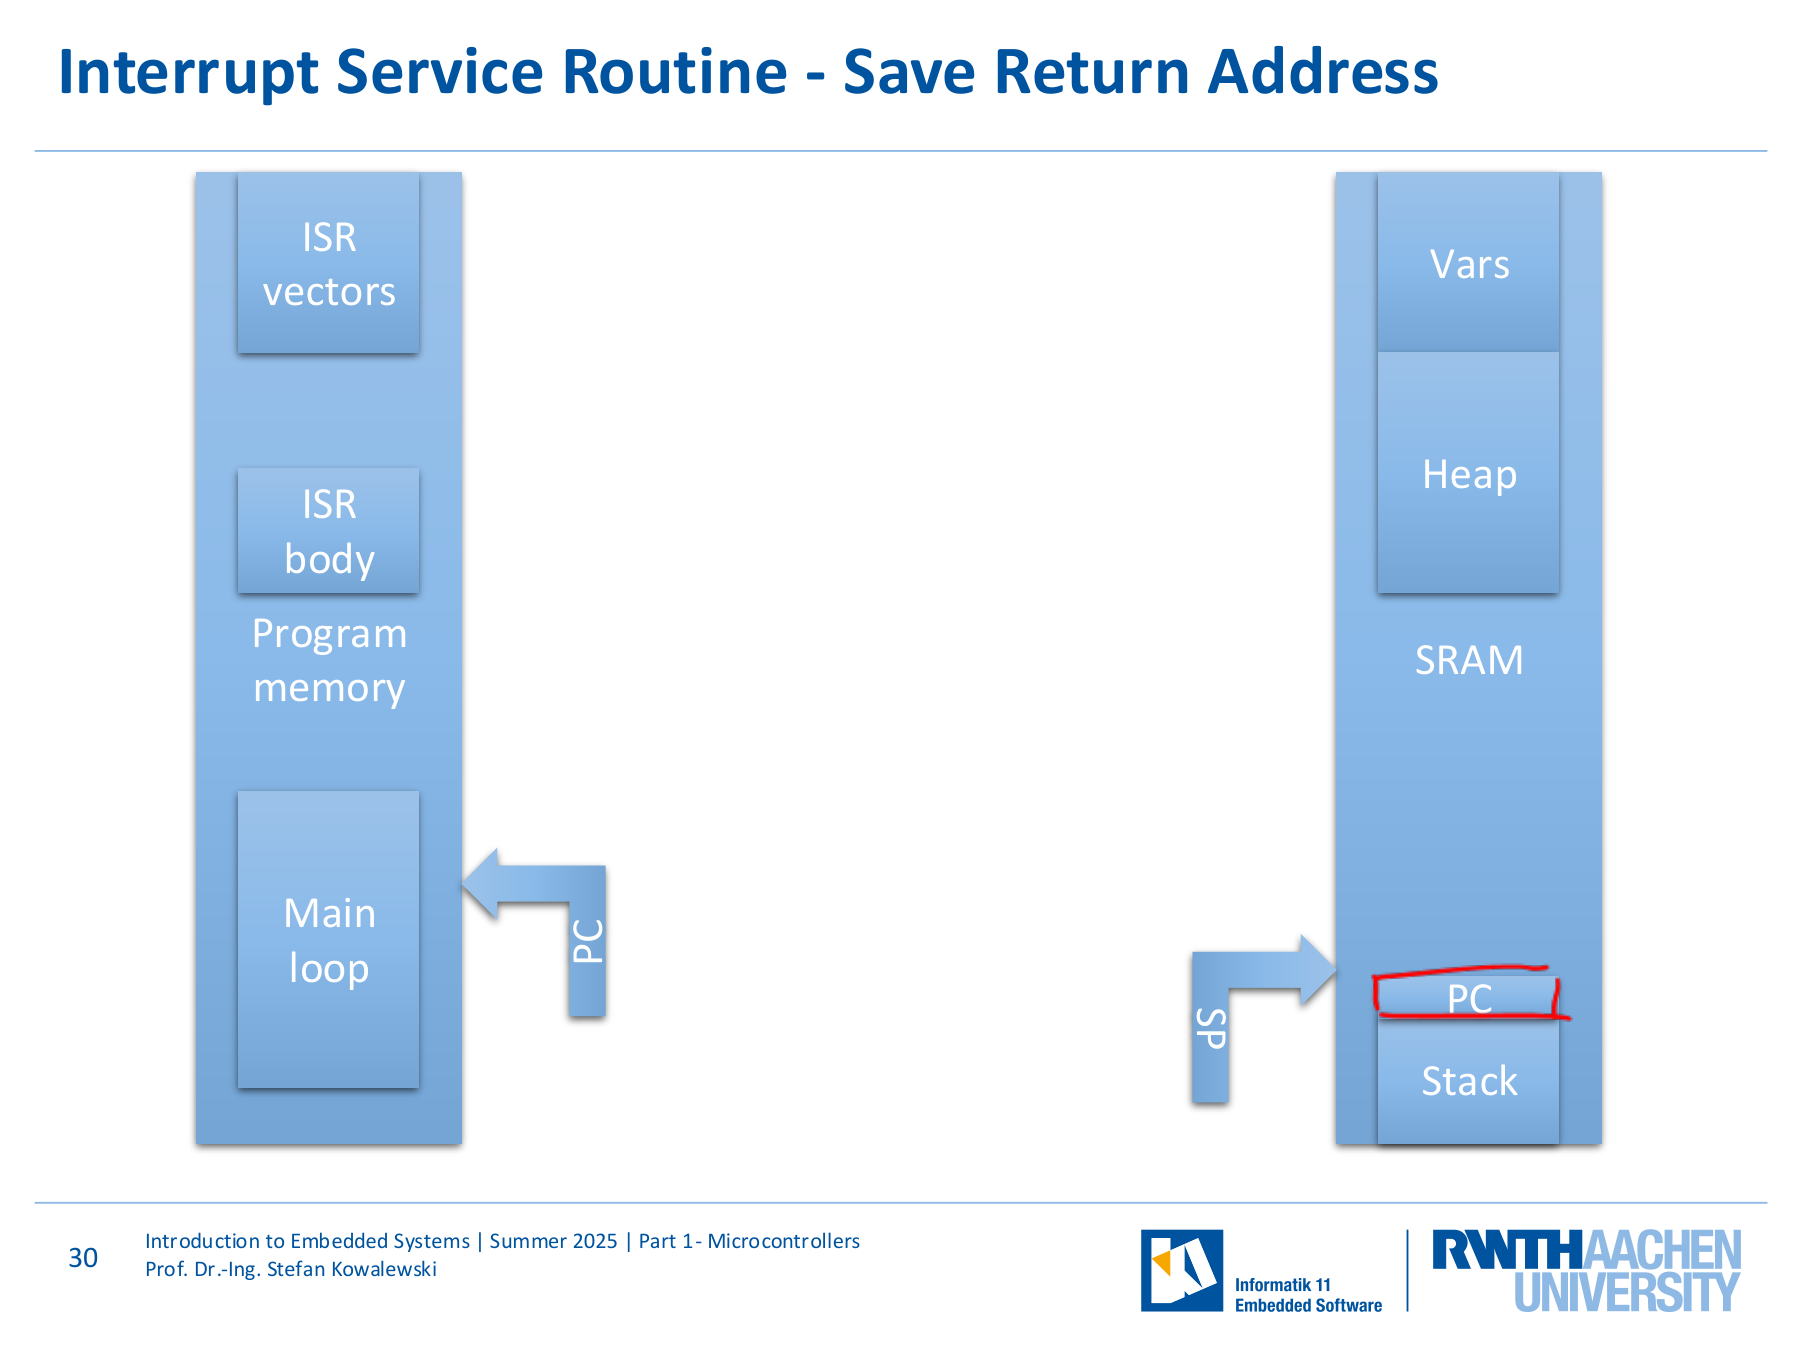 Interrupt Service Routine - Save Return Address
ISR
vectors
ISR
body
Program
memory
Main
loop
PC
Vars
Heap
SRAM
SP
PC
Stack
30
Introduction to Embedded Systems | Summer 2025 | Part 1- Microcontrollers
Prof. Dr.-Ing. Stefan Kowalewski
Informatik 11
Embedded Software
RWTHAACHEN
UNIVERSITY